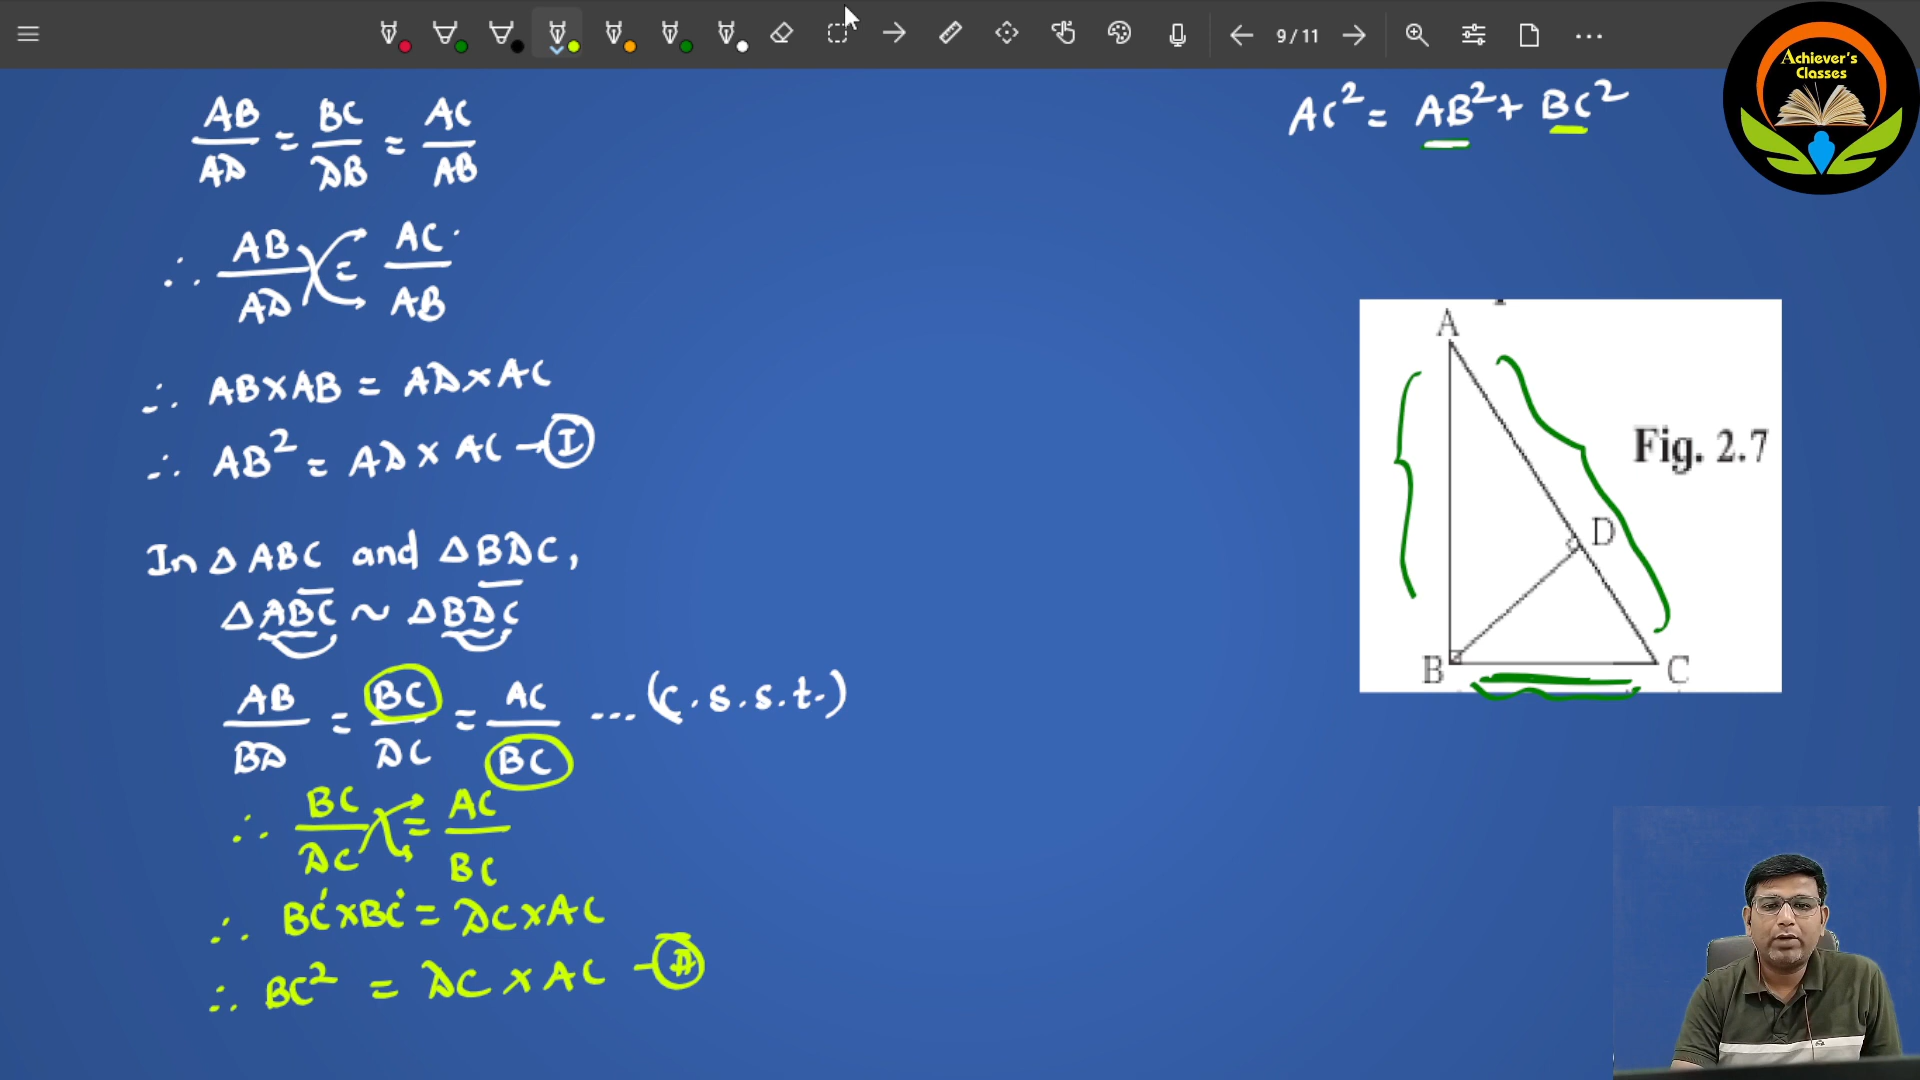 9 / 11
Achiever's
Classes
AB/AD = BC/DB = AC/AB
∴ AB/AD = AC/AB
∴ AB×AB = AD×AC
∴ AB² = AD × AC → I
In △ ABC and △ BDC,
△ ABC ~ △ BDC
AB/BD = BC/DC = AC/BC ... (c.s.s.t.)
∴ BC/DC = AC/BC
∴ BC×BC = DC×AC
∴ BC² = DC × AC — II
AC² = AB² + BC²
A
D
B
C
Fig. 2.7